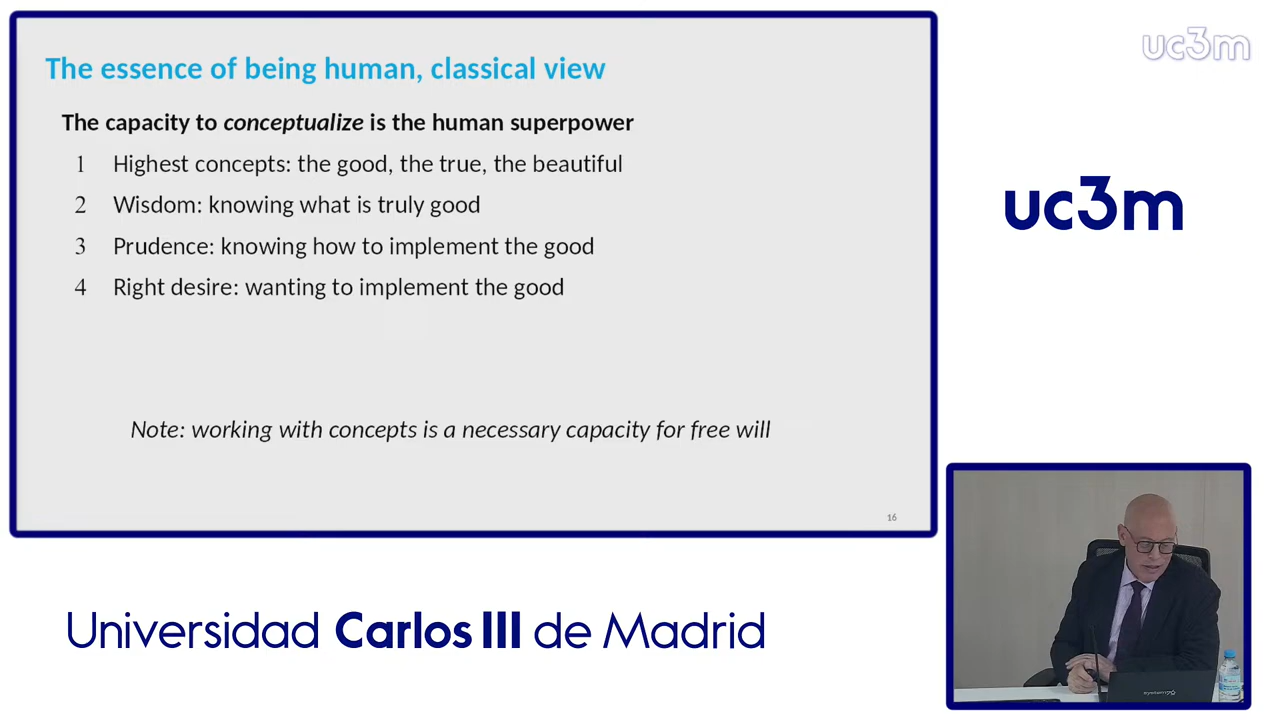 The essence of being human, classical view
uc3m
The capacity to conceptualize is the human superpower
1 Highest concepts: the good, the true, the beautiful
2 Wisdom: knowing what is truly good
3 Prudence: knowing how to implement the good
4 Right desire: wanting to implement the good
uc3m
Note: working with concepts is a necessary capacity for free will
16
Universidad Carlos III de Madrid